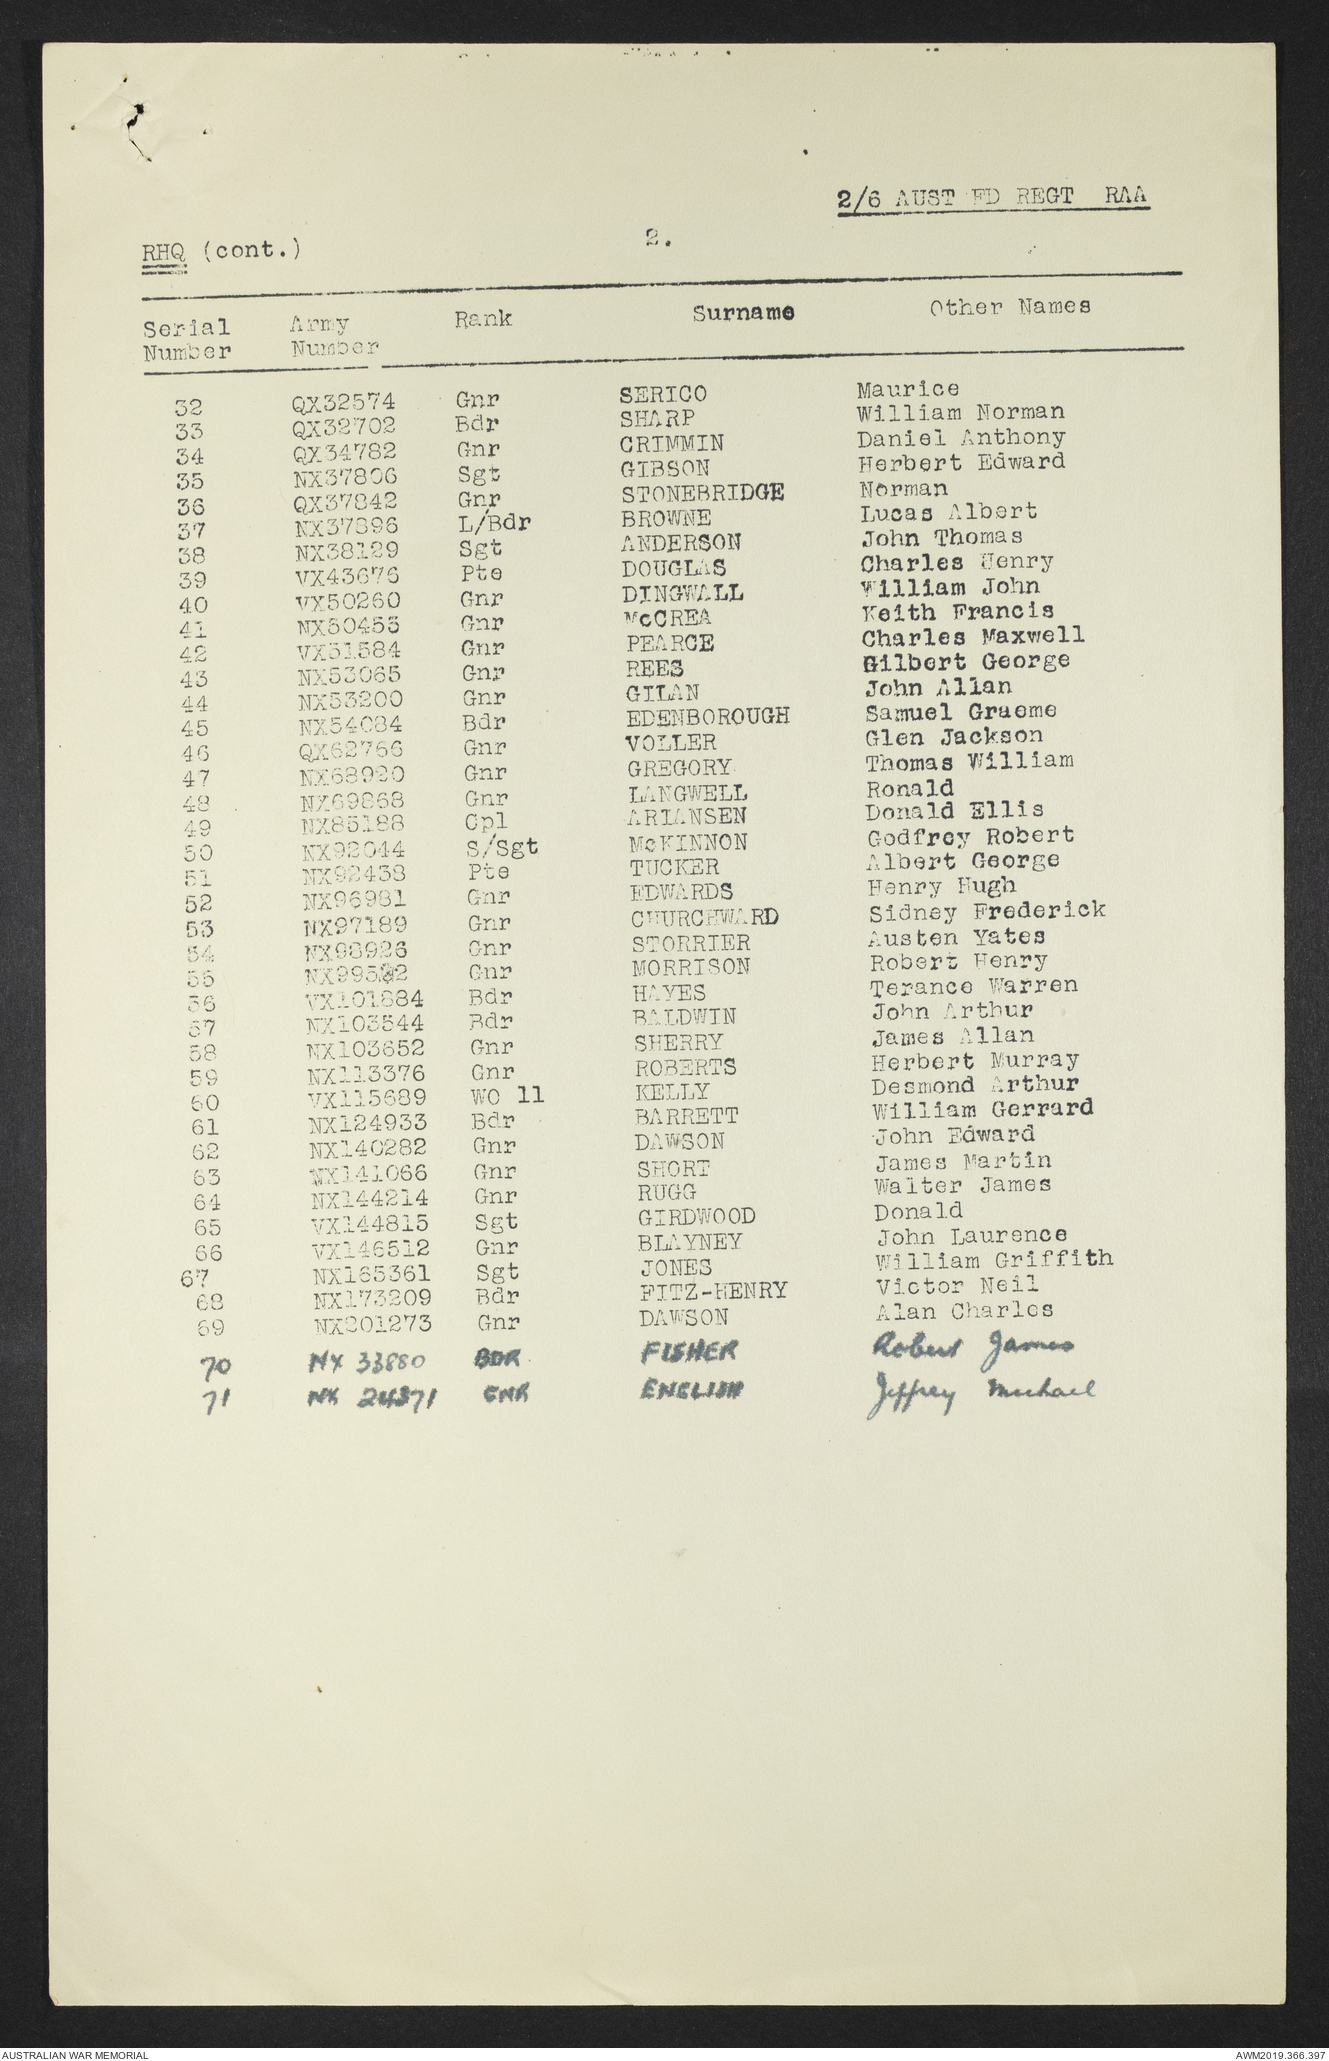 2/6 AUST FD REGT RAA
2.
RHQ (cont.)
Serial Number Army Number Rank Surname Other Names
32 QX32574 Gnr SERICO Maurice
33 QX32702 Bdr SHARP William Norman
34 QX34782 Gnr CRIMMIN Daniel Anthony
35 NX37806 Sgt GIBSON Herbert Edward
36 QX37842 Gnr STONEBRIDGE Norman
37 NX37896 L/Bdr BROWNE Lucas Albert
38 NX38129 Sgt ANDERSON John Thomas
39 VX43676 Pte DOUGLAS Charles Henry
40 VX50260 Gnr DINGWALL William John
41 NX50453 Gnr McCREA Keith Francis
42 VX51584 Gnr PEARCE Charles Maxwell
43 NX53065 Gnr REES Gilbert George
44 NX53200 Gnr GILAN John Allan
45 NX54084 Bdr EDENBOROUGH Samuel Graeme
46 QX62766 Gnr VOLLER Glen Jackson
47 NX68920 Gnr GREGORY Thomas William
48 NX69868 Gnr LANGWELL Ronald
49 NX85188 Cpl ARIANSEN Donald Ellis
50 NX92044 S/Sgt McKINNON Godfrey Robert
51 NX92438 Pte TUCKER Albert George
52 NX96981 Gnr EDWARDS Henry Hugh
53 NX97189 Gnr CHURCHWARD Sidney Frederick
54 NX98926 Gnr STORRIER Austen Yates
55 Gnr MORRISON Robert Henry
56 VX101884 Bdr HAYES Terance Warren
57 NX103544 Bdr BALDWIN John Arthur
58 NX103652 Gnr SHERRY James Allan
59 NX113376 Gnr ROBERTS Herbert Murray
60 VX115689 WO 11 KELLY Desmond Arthur
61 NX124933 Bdr BARRETT William Gerrard
62 NX140282 Gnr DAWSON John Edward
63 NX141066 Gnr SHORT James Martin
64 NX144214 Gnr RUGG Walter James
65 VX144815 Sgt GIRDWOOD Donald
66 VX146512 Gnr BLAYNEY John Laurence
67 NX165361 Sgt JONES William Griffith
68 NX173209 Bdr FITZ-HENRY Victor Neil
69 NX201273 Gnr DAWSON Alan Charles
70 NX 33880 BDR FISHER Robert James
71 NX 24371 GNR ENGLISH Jeffrey Michael
AUSTRALIAN WAR MEMORIAL AWM2019.366.397